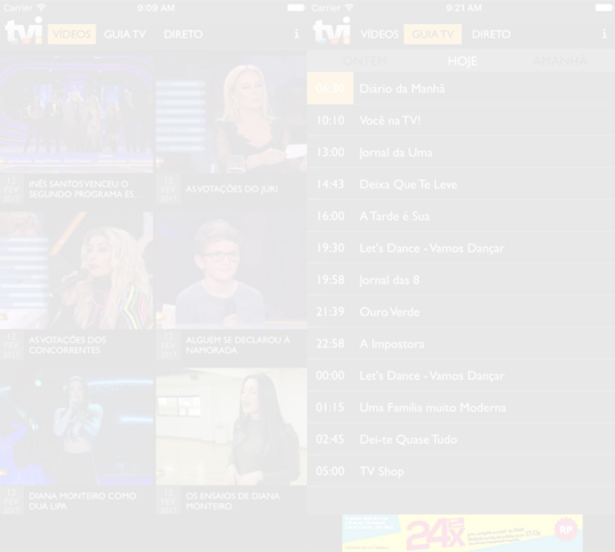 Carrier 9:09 AM
tvi VÍDEOS GUIA TV DIRETO i
12 FEV 2017 INÊS SANTOS VENCEU O
SEGUNDO PROGRAMA ES...
12 FEV 2017 AS VOTAÇÕES DO JURI
12 FEV 2017 AS VOTAÇÕES DOS
CONCORRENTES
12 FEV 2017 ALGUÉM SE DECLAROU À
NAMORADA
12 FEV DIANA MONTEIRO COMO
DUA LIPA
12 FEV OS ENSAIOS DE DIANA
MONTEIRO
Carrier 9:21 AM
tvi VÍDEOS GUIA TV DIRETO i
ONTEM HOJE AMANHÃ
06:30 Diário da Manhã
10:10 Você na TV!
13:00 Jornal da Uma
14:43 Deixa Que Te Leve
16:00 A Tarde é Sua
19:30 Let's Dance - Vamos Dançar
19:58 Jornal das 8
21:39 Ouro Verde
22:58 A Impostora
00:00 Let's Dance - Vamos Dançar
01:15 Uma Família muito Moderna
02:45 Dei-te Quase Tudo
05:00 TV Shop
24X RP